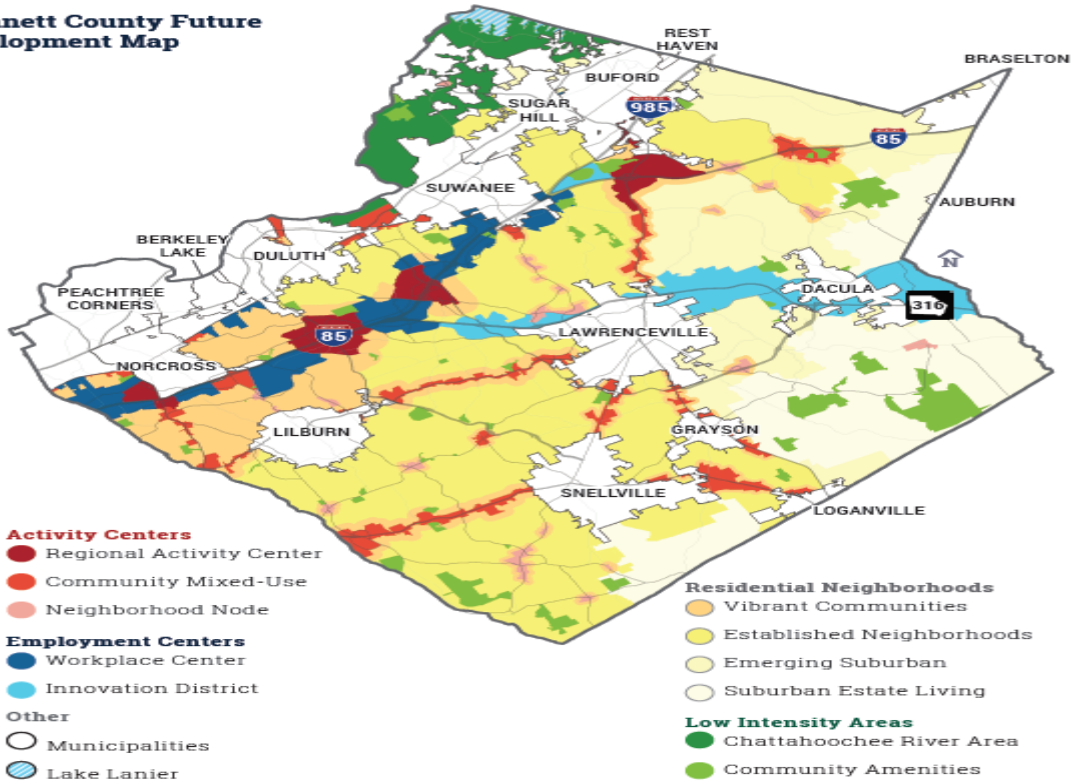 nett County Future
lopment Map
REST
HAVEN
BRASELTON
BUFORD
SUGAR
HILL
985
85
SUWANEE
AUBURN
BERKELEY
LAKE
DULUTH
N
PEACHTREE
CORNERS
DACULA
316
85
LAWRENCEVILLE
NORCROSS
LILBURN
GRAYSON
SNELLVILLE
LOGANVILLE
Activity Centers
Regional Activity Center
Community Mixed-Use
Neighborhood Node
Employment Centers
Workplace Center
Innovation District
Other
Municipalities
Lake Lanier
Residential Neighborhoods
Vibrant Communities
Established Neighborhoods
Emerging Suburban
Suburban Estate Living
Low Intensity Areas
Chattahoochee River Area
Community Amenities